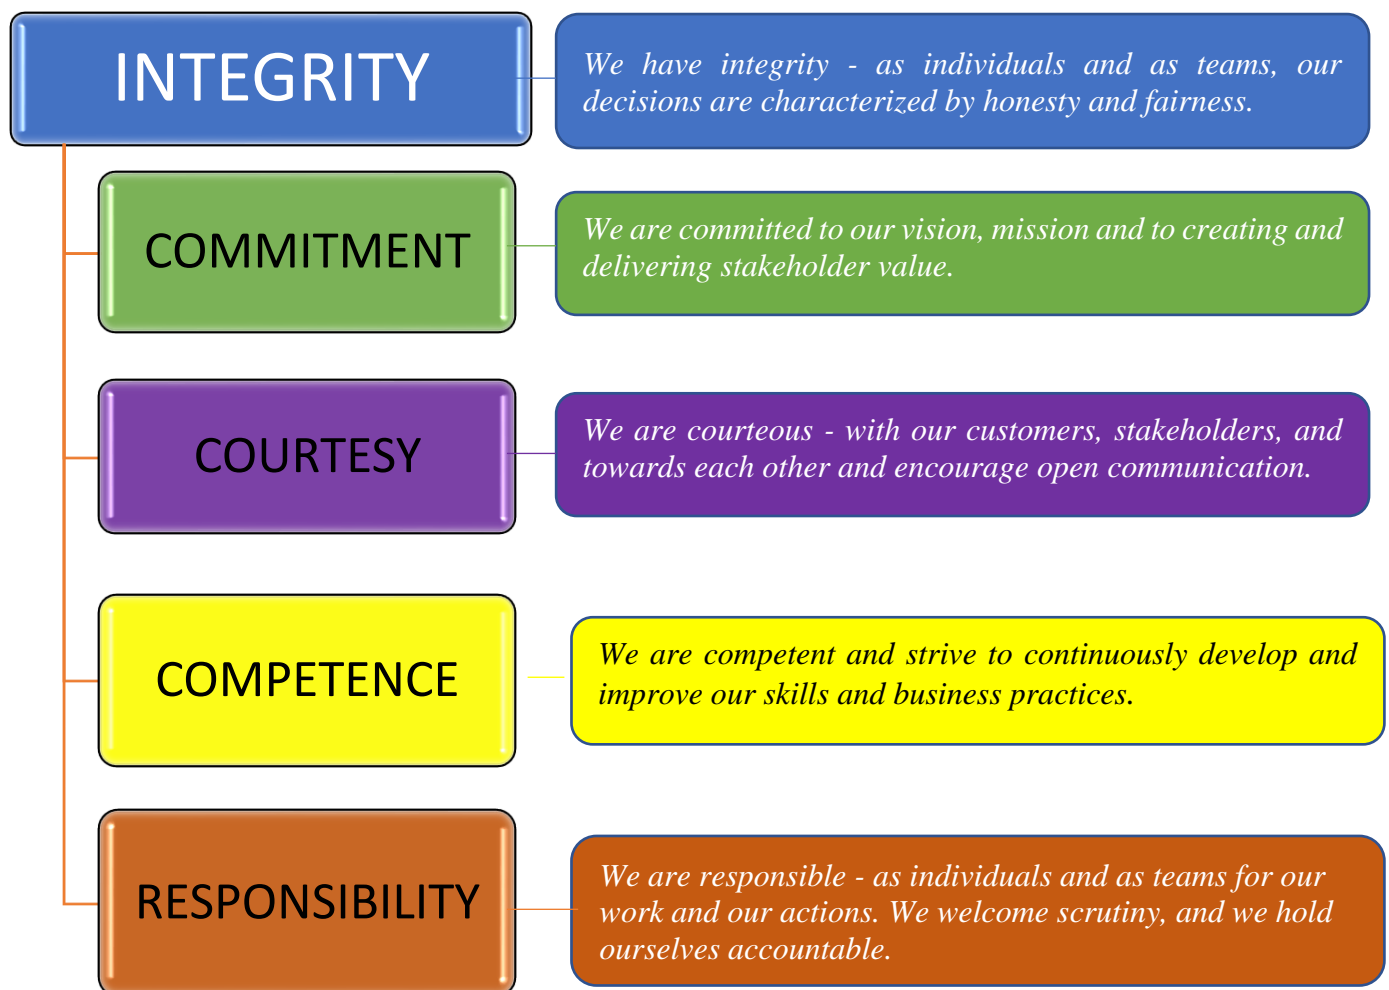 INTEGRITY
We have integrity - as individuals and as teams, our
decisions are characterized by honesty and fairness.
COMMITMENT
We are committed to our vision, mission and to creating and
delivering stakeholder value.
COURTESY
We are courteous - with our customers, stakeholders, and
towards each other and encourage open communication.
COMPETENCE
We are competent and strive to continuously develop and
improve our skills and business practices.
RESPONSIBILITY
We are responsible - as individuals and as teams for our
work and our actions. We welcome scrutiny, and we hold
ourselves accountable.